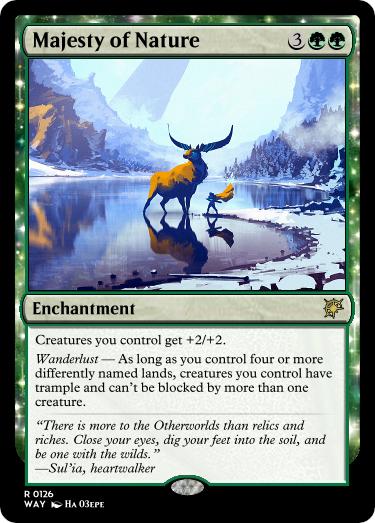 Majesty of Nature 3
Enchantment
Creatures you control get +2/+2.
Wanderlust — As long as you control four or more
differently named lands, creatures you control have
trample and can't be blocked by more than one
creature.
"There is more to the Otherworlds than relics and
riches. Close your eyes, dig your feet into the soil, and
be one with the wilds."
—Sul'ia, heartwalker
R 0126
WAY Ha 03epe